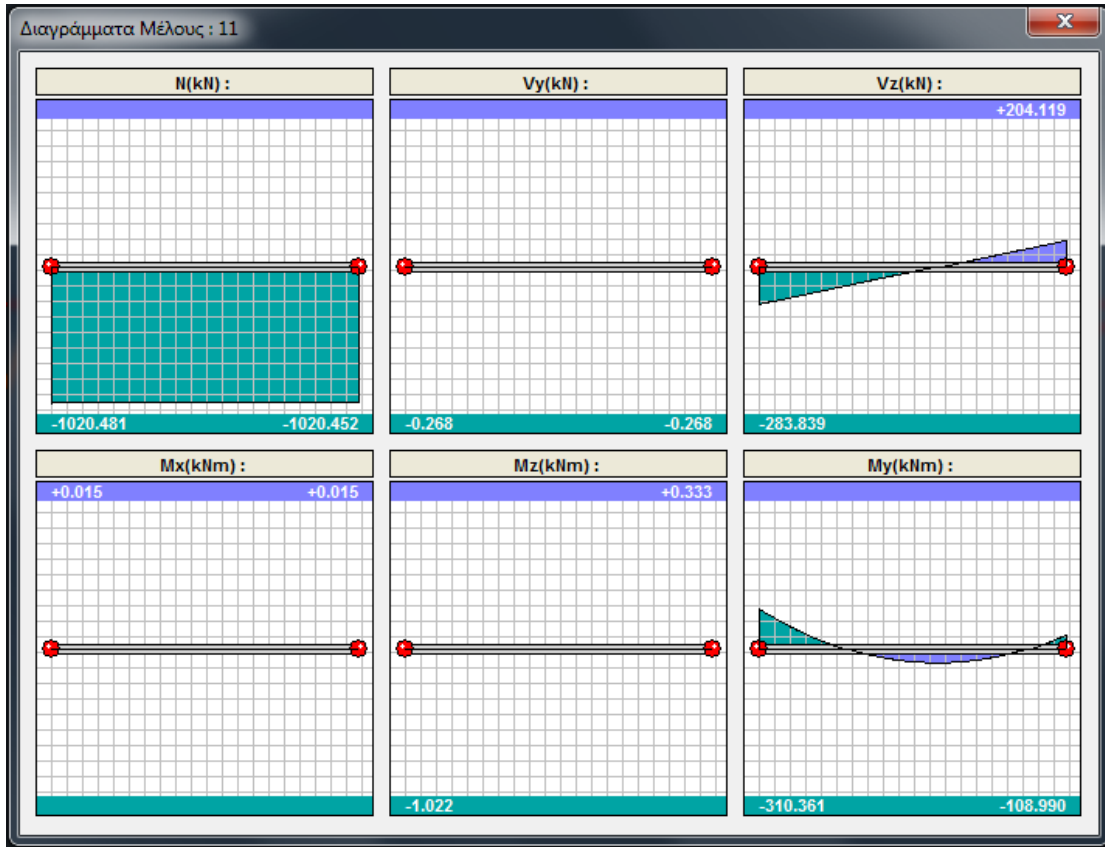 Διαγράμματα Μέλους : 11
x
N(kN) :
-1020.481 -1020.452
Vy(kN) :
-0.268 -0.268
Vz(kN) :
+204.119
-283.839
Mx(kNm) :
+0.015 +0.015
Mz(kNm) :
+0.333
-1.022
My(kNm) :
-310.361 -108.990